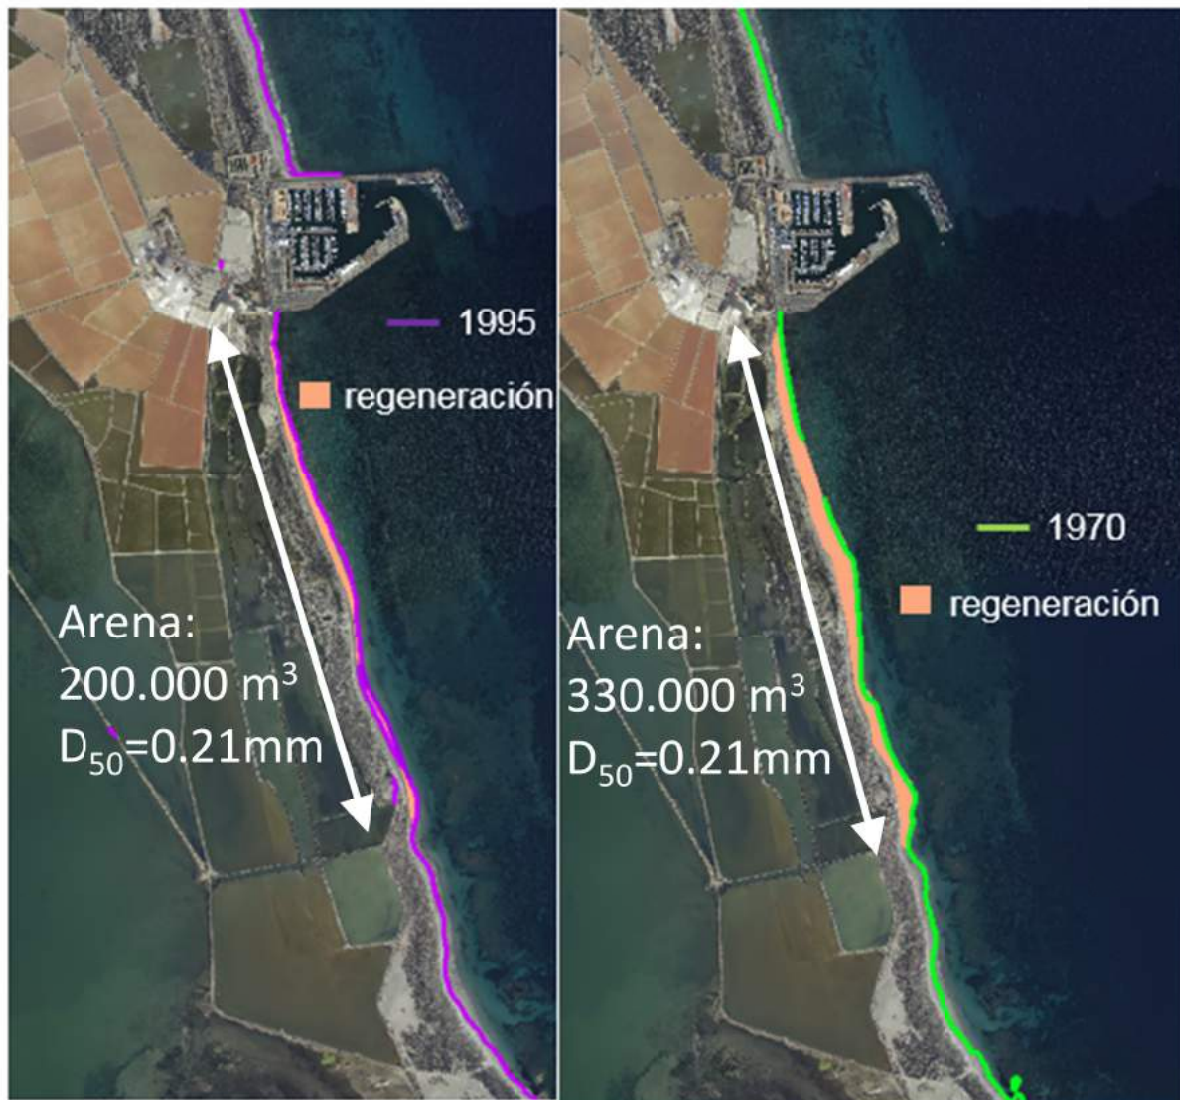 1995
regeneración
Arena:
200.000 m³
D₅₀=0.21mm
1970
regeneración
Arena:
330.000 m³
D₅₀=0.21mm